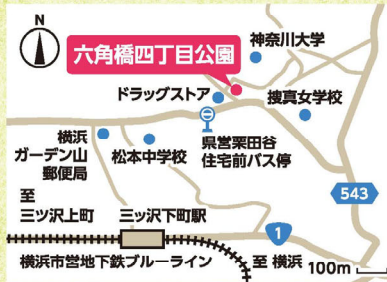 N
神奈川大学
六角橋四丁目公園
ドラッグストア
捜真女学校
横浜
ガーデン山
郵便局
松本中学校
県営栗田谷
住宅前バス停
至
三ツ沢上町
三ッ沢下町駅
543
1
横浜市営地下鉄ブルーライン
至 横浜
100m